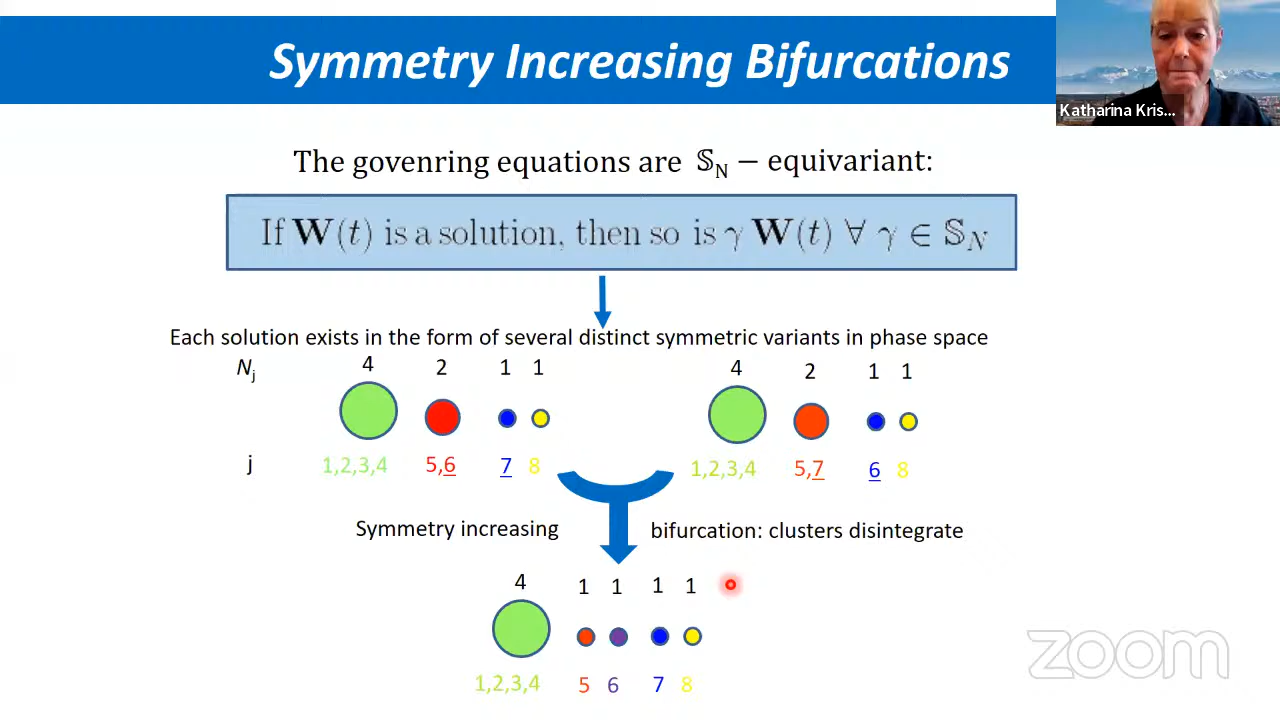 Symmetry Increasing Bifurcations
Katharina Kris...
The govenring equations are 𝕊N – equivariant:
If W(t) is a solution, then so is γ W(t) ∀ γ ∈ 𝕊N
Each solution exists in the form of several distinct symmetric variants in phase space
Nj 4 2 1 1 4 2 1 1
j 1,2,3,4 5,6 7 8 1,2,3,4 5,7 6 8
Symmetry increasing bifurcation: clusters disintegrate
4 1 1 1 1
1,2,3,4 5 6 7 8
zoom